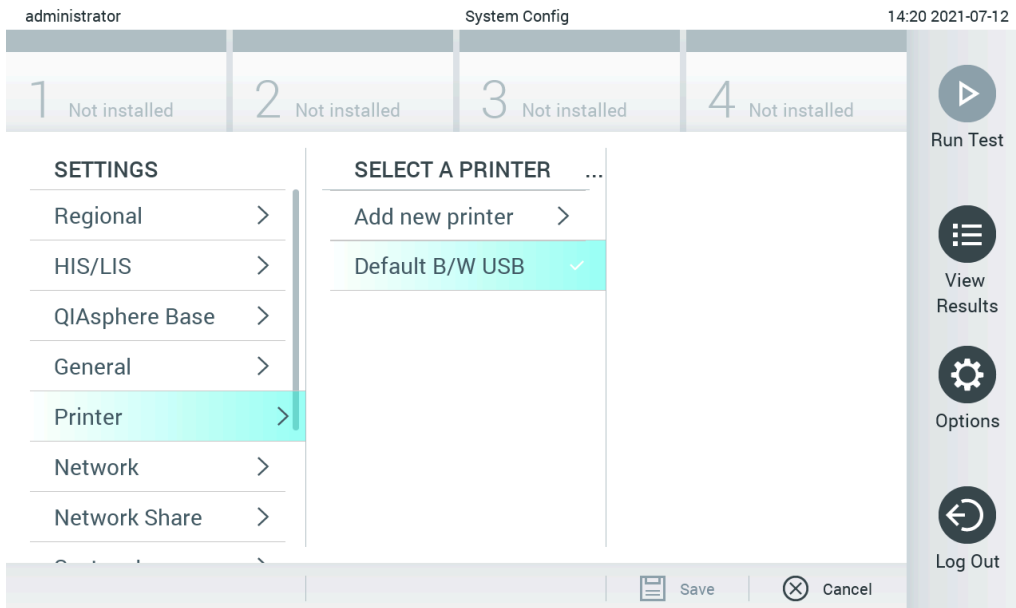 administrator System Config 14:20 2021-07-12
1 Not installed 2 Not installed 3 Not installed 4 Not installed
Run Test
SETTINGS
Regional
HIS/LIS
QIAsphere Base
General
Printer
Network
Network Share
SELECT A PRINTER ...
Add new printer
Default B/W USB
View
Results
Options
Log Out
Save Cancel